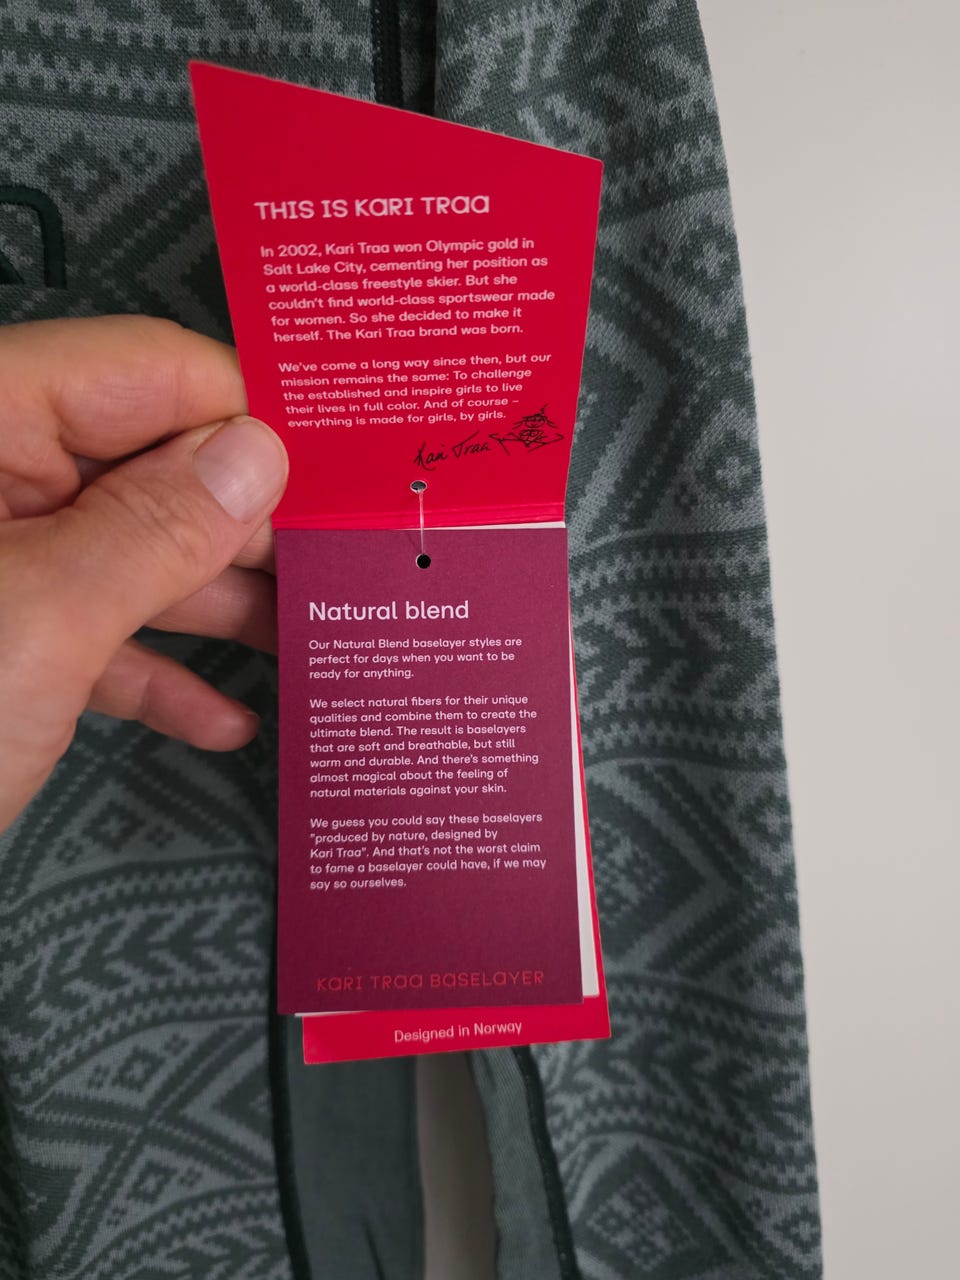 THIS IS KARI TRAA
In 2002, Kari Traa won Olympic gold in
Salt Lake City, cementing her position as
a world-class freestyle skier. But she
couldn't find world-class sportswear made
for women. So she decided to make it
herself. The Kari Traa brand was born.
We've come a long way since then, but our
mission remains the same: To challenge
the established and inspire girls to live
their lives in full color. And of course –
everything is made for girls, by girls.
Kari Traa
Natural blend
Our Natural Blend baselayer styles are
perfect for days when you want to be
ready for anything.
We select natural fibers for their unique
qualities and combine them to create the
ultimate blend. The result is baselayers
that are soft and breathable, but still
warm and durable. And there's something
almost magical about the feeling of
natural materials against your skin.
We guess you could say these baselayers
"produced by nature, designed by
Kari Traa". And that's not the worst claim
to fame a baselayer could have, if we may
say so ourselves.
KARI TRAA BASELAYER
Designed in Norway